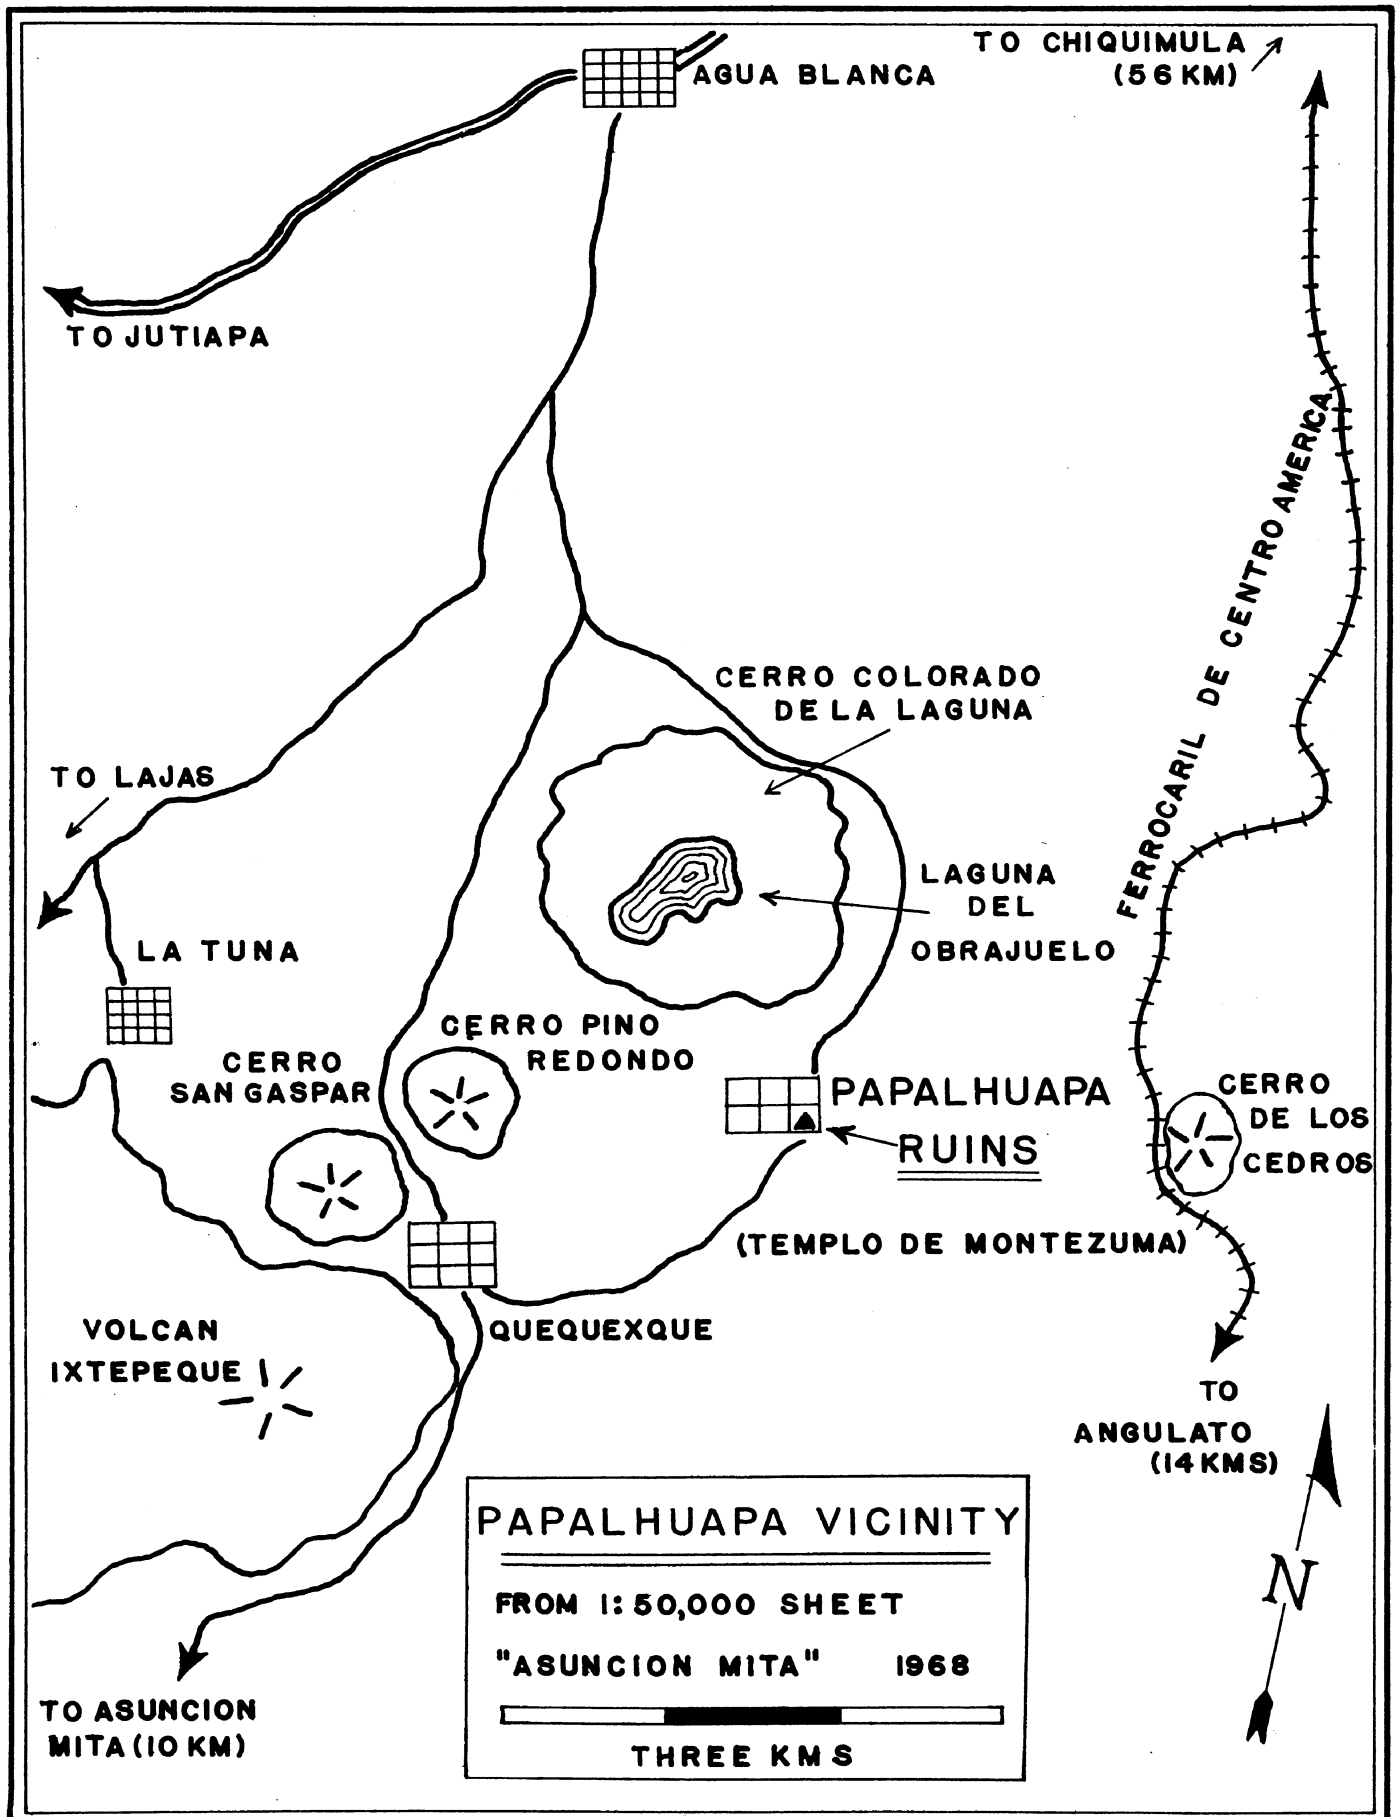 TO CHIQUIMULA
(56 KM)
AGUA BLANCA
TO JUTIAPA
FERROCARIL DE CENTROAMERICA
CERRO COLORADO
DE LA LAGUNA
TO LAJAS
LAGUNA
DEL
OBRAJUELO
LA TUNA
CERRO PINO
REDONDO
CERRO
SAN GASPAR
PAPALHUAPA
RUINS
CERRO
DE LOS
CEDROS
(TEMPLO DE MONTEZUMA)
VOLCAN
IXTEPEQUE
QUEQUEXQUE
TO
ANGULATO
(14 KMS)
N
PAPALHUAPA VICINITY
FROM 1:50,000 SHEET
"ASUNCION MITA" 1968
THREE KMS
TO ASUNCION
MITA (10 KM)